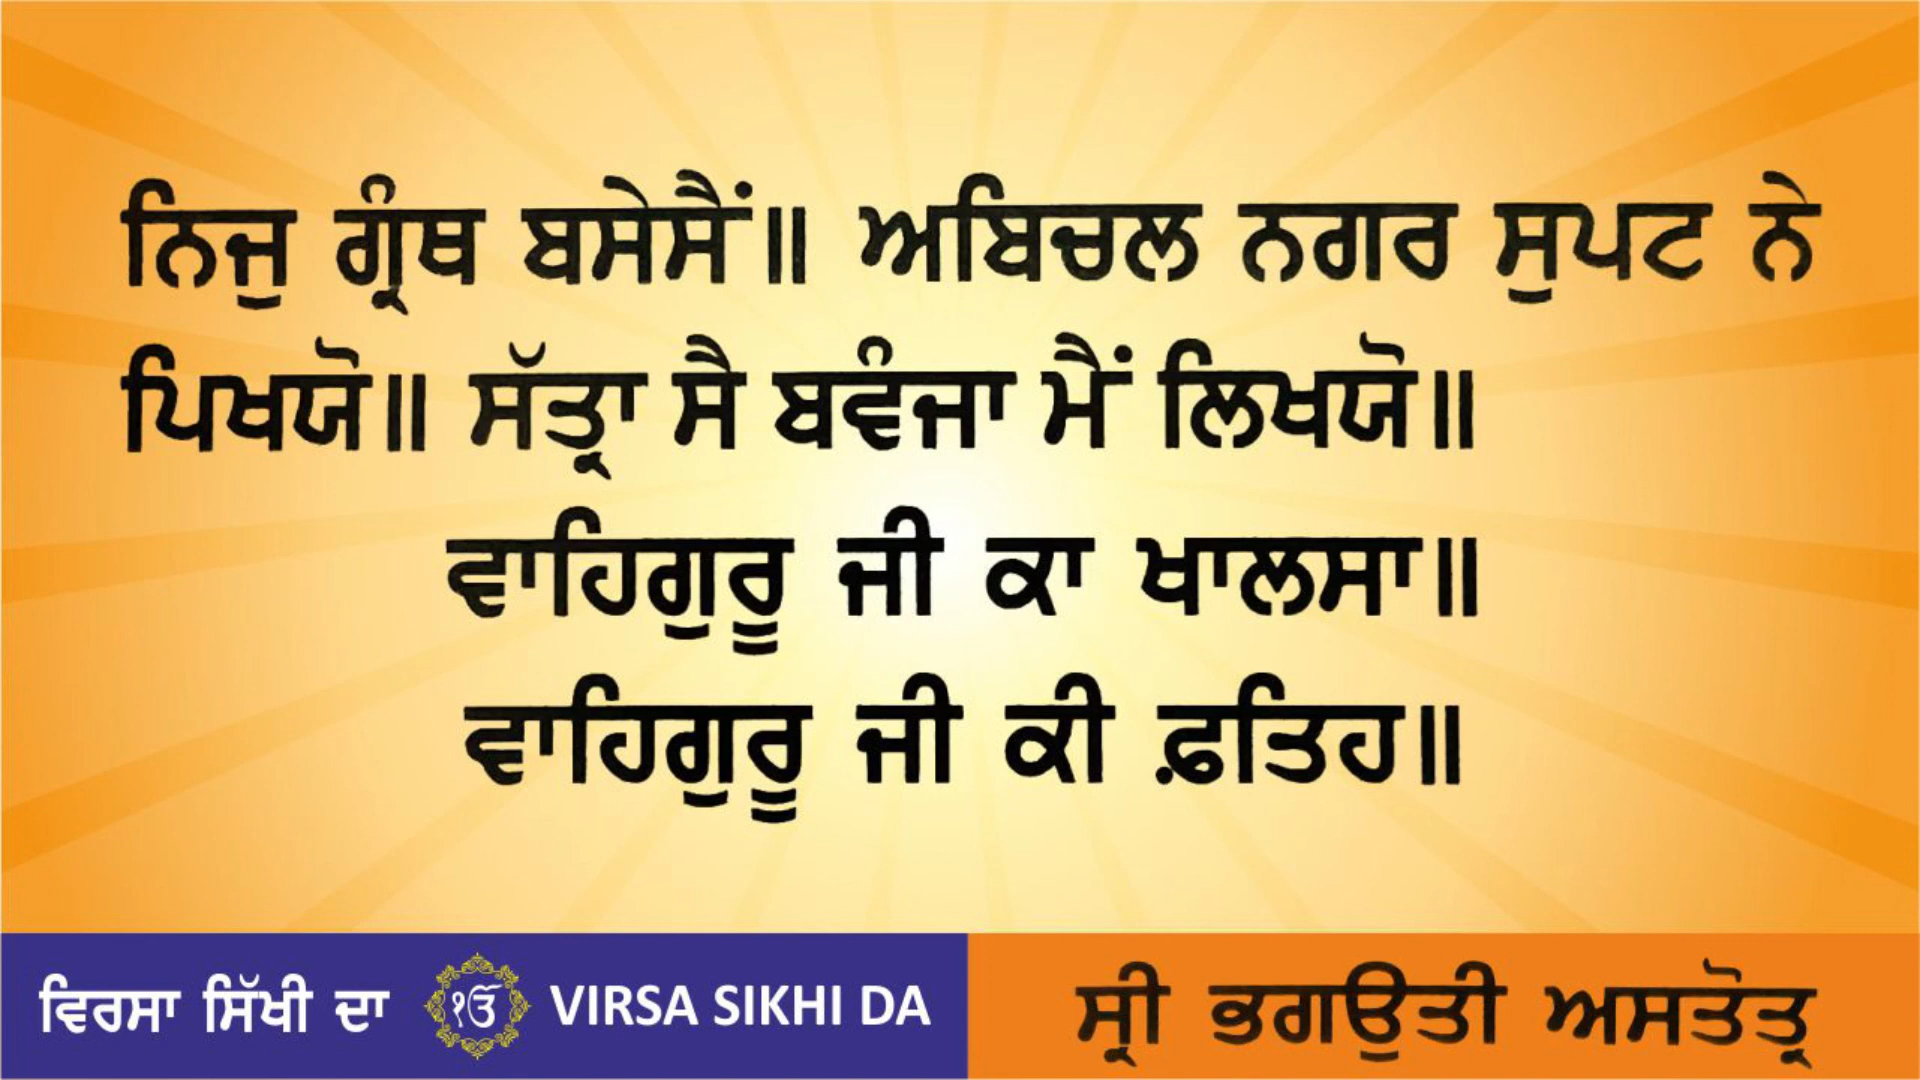 ਨਿਜੁ ਗ੍ਰੰਥ ਬਸੇਸੈਂ॥ ਅਬਿਚਲ ਨਗਰ ਸੁਪਟ ਨੇ
ਪਿਖਯੋ॥ ਸੱਤ੍ਰਾ ਸੈ ਬਵੰਜਾ ਮੈਂ ਲਿਖਯੋ॥
ਵਾਹਿਗੁਰੂ ਜੀ ਕਾ ਖਾਲਸਾ॥
ਵਾਹਿਗੁਰੂ ਜੀ ਕੀ ਫ਼ਤਿਹ॥
ਵਿਰਸਾ ਸਿੱਖੀ ਦਾ ੴ VIRSA SIKHI DA
ਸ੍ਰੀ ਭਗਉਤੀ ਅਸਤੋਤ੍ਰ